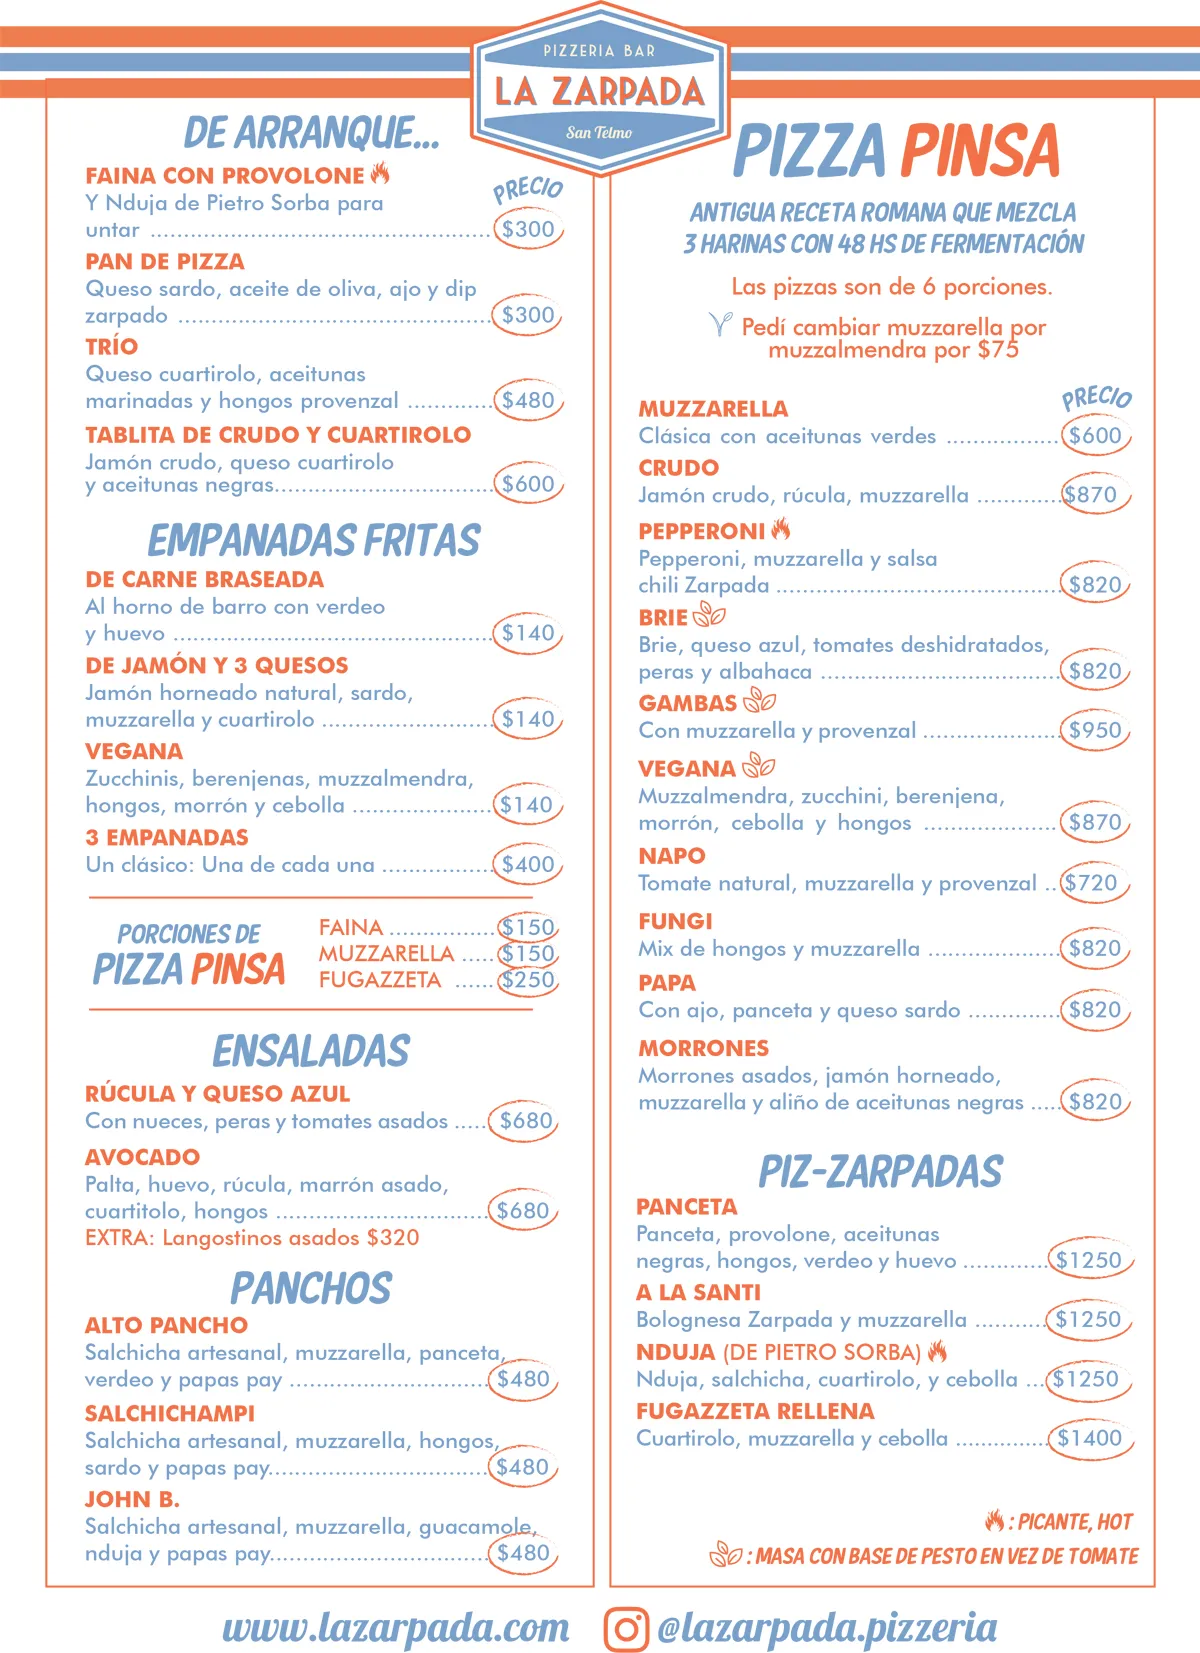 PIZZERIA BAR
LA ZARPADA
San Telmo
DE ARRANQUE...
PRECIO
FAINA CON PROVOLONE
Y Nduja de Pietro Sorba para
untar ........ $300
PAN DE PIZZA
Queso sardo, aceite de oliva, ajo y dip
zarpado ........ $300
TRÍO
Queso cuartirolo, aceitunas
marinadas y hongos provenzal ........ $480
TABLITA DE CRUDO Y CUARTIROLO
Jamón crudo, queso cuartirolo
y aceitunas negras........ $600
EMPANADAS FRITAS
DE CARNE BRASEADA
Al horno de barro con verdeo
y huevo ........ $140
DE JAMÓN Y 3 QUESOS
Jamón horneado natural, sardo,
muzzarella y cuartirolo ........ $140
VEGANA
Zucchinis, berenjenas, muzzalmendra,
hongos, morrón y cebolla ........ $140
3 EMPANADAS
Un clásico: Una de cada una ........ $400
PORCIONES DE
PIZZA PINSA
FAINA ........ $150
MUZZARELLA ..... $150
FUGAZZETA ...... $250
ENSALADAS
RÚCULA Y QUESO AZUL
Con nueces, peras y tomates asados ..... $680
AVOCADO
Palta, huevo, rúcula, marrón asado,
cuartitolo, hongos ........ $680
EXTRA: Langostinos asados $320
PANCHOS
ALTO PANCHO
Salchicha artesanal, muzzarella, panceta,
verdeo y papas pay ........ $480
SALCHICHAMPI
Salchicha artesanal, muzzarella, hongos,
sardo y papas pay........ $480
JOHN B.
Salchicha artesanal, muzzarella, guacamole,
nduja y papas pay........ $480
PIZZA PINSA
ANTIGUA RECETA ROMANA QUE MEZCLA
3 HARINAS CON 48 HS DE FERMENTACIÓN
Las pizzas son de 6 porciones.
Pedí cambiar muzzarella por
muzzalmendra por $75
PRECIO
MUZZARELLA
Clásica con aceitunas verdes ........ $600
CRUDO
Jamón crudo, rúcula, muzzarella ........ $870
PEPPERONI
Pepperoni, muzzarella y salsa
chili Zarpada ........ $820
BRIE
Brie, queso azul, tomates deshidratados,
peras y albahaca ........ $820
GAMBAS
Con muzzarella y provenzal ........ $950
VEGANA
Muzzalmendra, zucchini, berenjena,
morrón, cebolla y hongos ........ $870
NAPO
Tomate natural, muzzarella y provenzal .. $720
FUNGI
Mix de hongos y muzzarella ........ $820
PAPA
Con ajo, panceta y queso sardo ........ $820
MORRONES
Morrones asados, jamón horneado,
muzzarella y aliño de aceitunas negras ..... $820
PIZ-ZARPADAS
PANCETA
Panceta, provolone, aceitunas
negras, hongos, verdeo y huevo ........ $1250
A LA SANTI
Bolognesa Zarpada y muzzarella ........ $1250
NDUJA (DE PIETRO SORBA)
Nduja, salchicha, cuartirolo, y cebolla ... $1250
FUGAZZETA RELLENA
Cuartirolo, muzzarella y cebolla ........ $1400
: PICANTE, HOT
: MASA CON BASE DE PESTO EN VEZ DE TOMATE
www.lazarpada.com @lazarpada.pizzeria